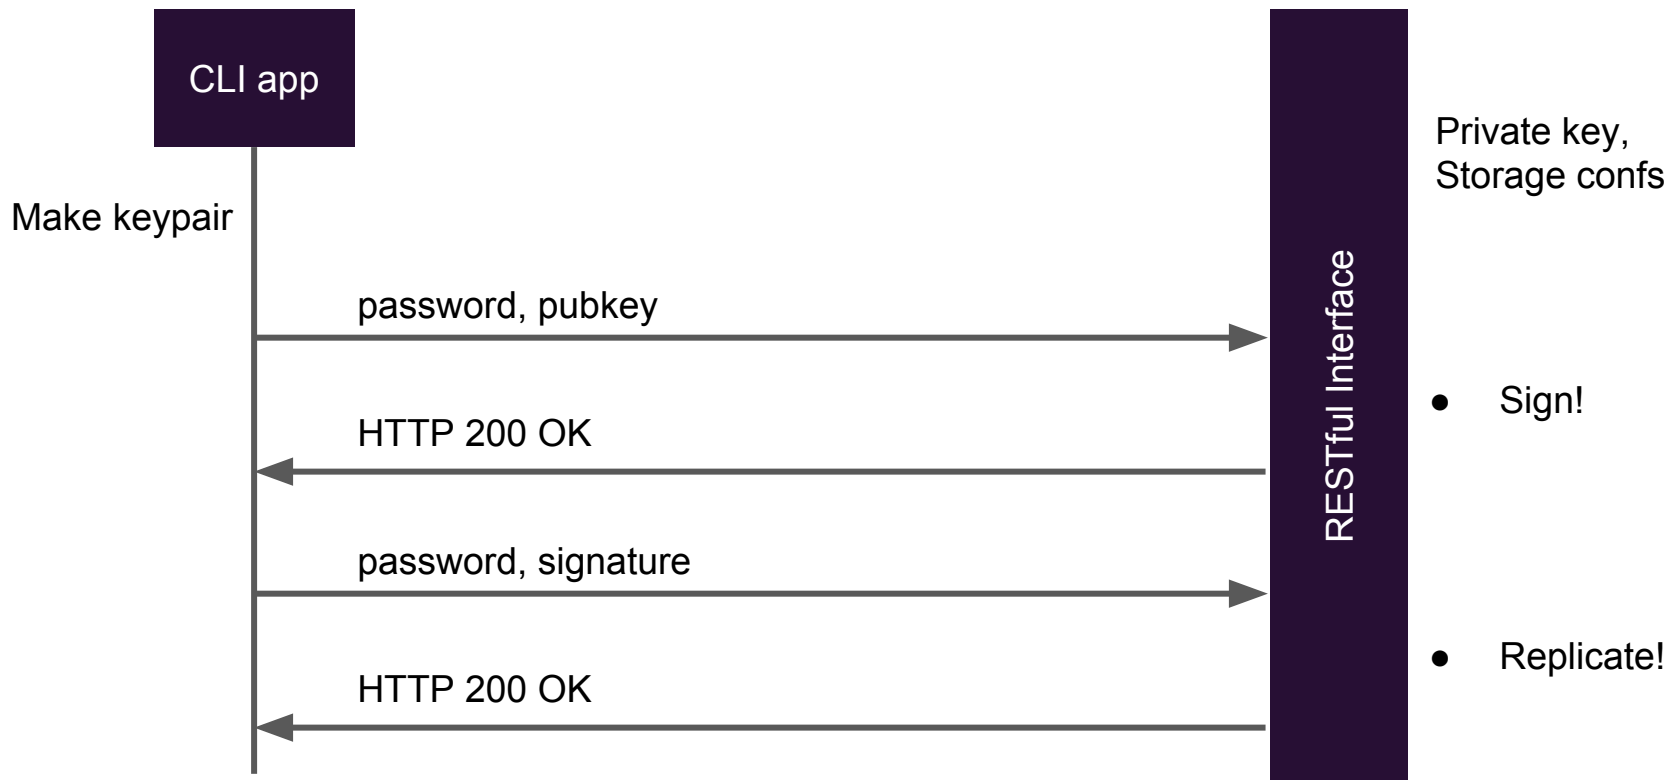 CLI app
Private key,
Storage confs
Make keypair
password, pubkey
RESTful Interface
● Sign!
HTTP 200 OK
password, signature
● Replicate!
HTTP 200 OK